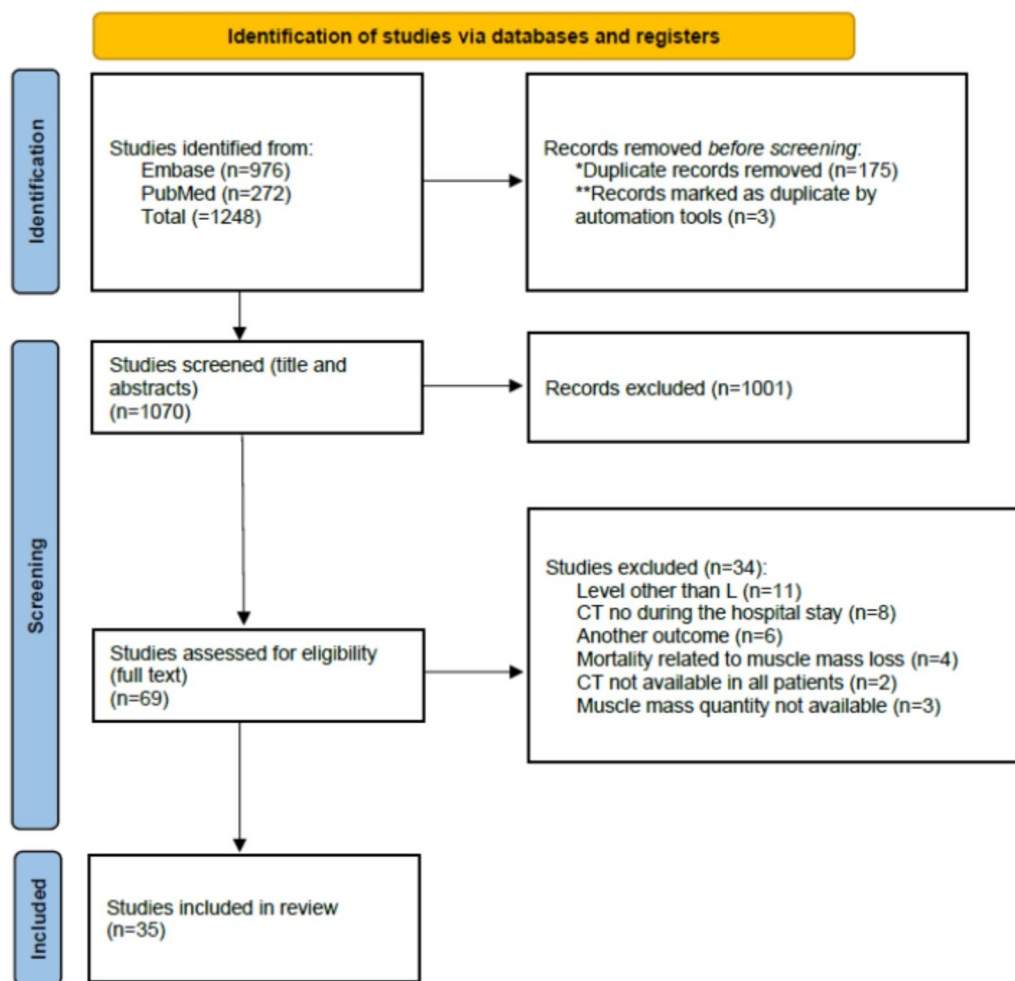 Identification of studies via databases and registers
Identification
Studies identified from:
Embase (n=976)
PubMed (n=272)
Total (=1248)
Records removed before screening:
*Duplicate records removed (n=175)
**Records marked as duplicate by
automation tools (n=3)
Screening
Studies screened (title and
abstracts)
(n=1070)
Records excluded (n=1001)
Studies assessed for eligibility
(full text)
(n=69)
Studies excluded (n=34):
Level other than L (n=11)
CT no during the hospital stay (n=8)
Another outcome (n=6)
Mortality related to muscle mass loss (n=4)
CT not available in all patients (n=2)
Muscle mass quantity not available (n=3)
Included
Studies included in review
(n=35)